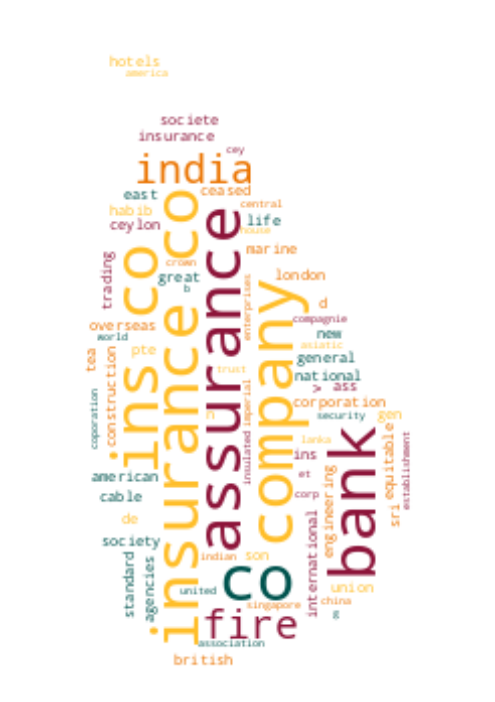 hotels
america
societe
insurance
cey
india
east
ceased
habib
central
ceylon
life
house
insurance co
assurance
ins co
company
marine
crown
great
b
trading
london
enterprises
d
overseas
compagnie
world
new
tea
construction
pte
asiatic
general
trust
national
> ass
imperial
corporation
coporation
n
security
gen
equitable
establishment
insulated
lanka
bank
ins
american
et
engineering
cable
corp
sri
de
international
society
indian
son
standard
agencies
co
united
union
singapore
china
g
fire
association
british